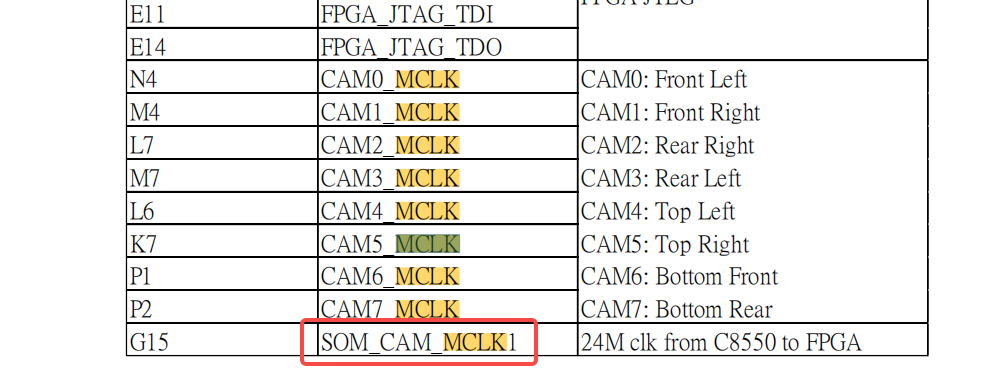 FPGA JTEG
E11 FPGA_JTAG_TDI
E14 FPGA_JTAG_TDO
N4 CAM0_MCLK CAM0: Front Left
M4 CAM1_MCLK CAM1: Front Right
L7 CAM2_MCLK CAM2: Rear Right
M7 CAM3_MCLK CAM3: Rear Left
L6 CAM4_MCLK CAM4: Top Left
K7 CAM5_MCLK CAM5: Top Right
P1 CAM6_MCLK CAM6: Bottom Front
P2 CAM7_MCLK CAM7: Bottom Rear
G15 SOM_CAM_MCLK1 24M clk from C8550 to FPGA